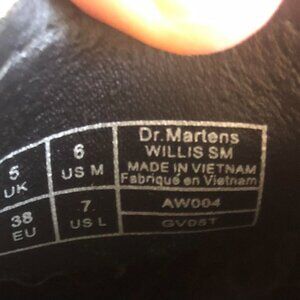 5
UK
6
US M
38
EU
7
US L
Dr. Martens
WILLIS SM
MADE IN VIETNAM
Fabriqué en Vietnam
AW004
GV05T